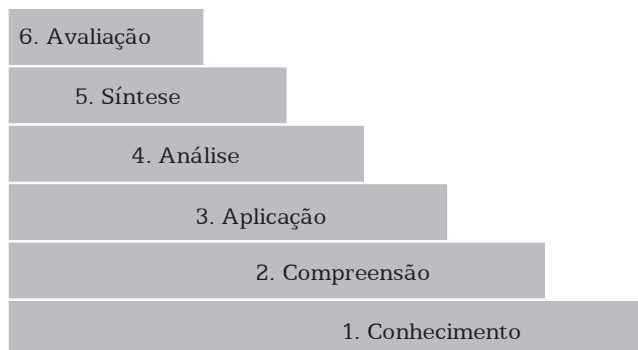 6. Avaliação
5. Síntese
4. Análise
3. Aplicação
2. Compreensão
1. Conhecimento